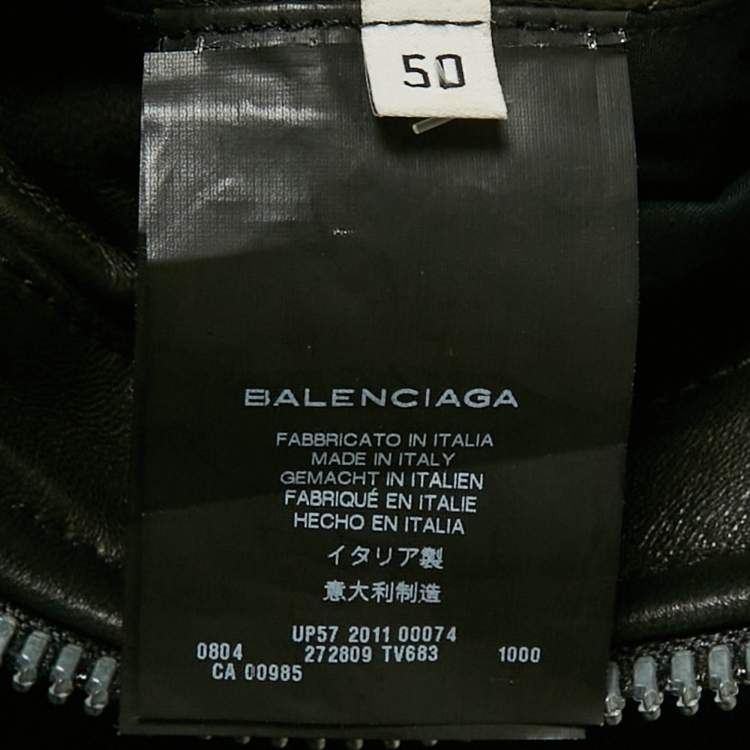 50
BALENCIAGA
FABBRICATO IN ITALIA
MADE IN ITALY
GEMACHT IN ITALIEN
FABRIQUÉ EN ITALIE
HECHO EN ITALIA
イタリア製
意大利制造
UP57 2011 00074
0804 272809 TV683 1000
CA 00985